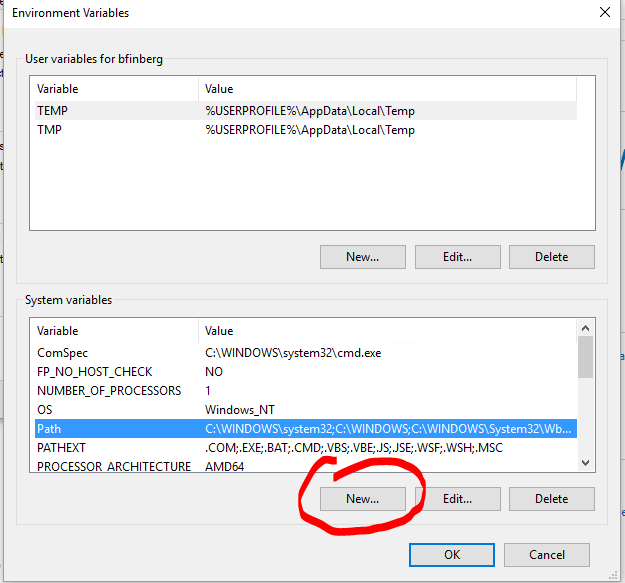 Environment Variables
User variables for bfinberg
Variable Value
TEMP %USERPROFILE%\AppData\Local\Temp
TMP %USERPROFILE%\AppData\Local\Temp
New... Edit... Delete
System variables
Variable Value
ComSpec C:\WINDOWS\system32\cmd.exe
FP_NO_HOST_CHECK NO
NUMBER_OF_PROCESSORS 1
OS Windows_NT
Path C:\WINDOWS\system32;C:\WINDOWS;C:\WINDOWS\System32\Wb...
PATHEXT .COM;.EXE;.BAT;.CMD;.VBS;.VBE;.JS;.JSE;.WSF;.WSH;.MSC
PROCESSOR_ARCHITECTURE AMD64
New... Edit... Delete
OK Cancel